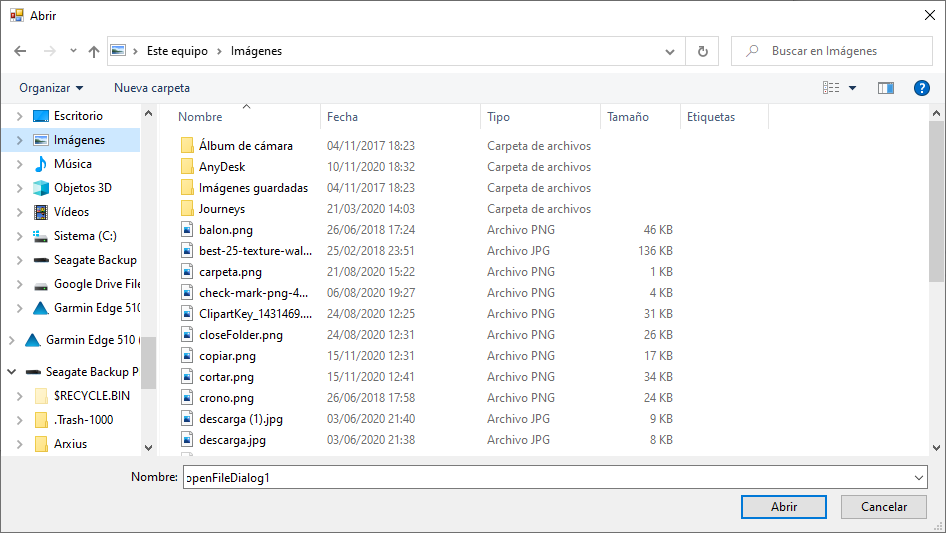 Abrir
Este equipo > Imágenes
Buscar en Imágenes
Organizar
Nueva carpeta
Escritorio
Imágenes
Música
Objetos 3D
Vídeos
Sistema (C:)
Seagate Backup
Google Drive File
Garmin Edge 510
Garmin Edge 510 (
Seagate Backup P
$RECYCLE.BIN
.Trash-1000
Arxius
Nombre Fecha Tipo Tamaño Etiquetas
Álbum de cámara 04/11/2017 18:23 Carpeta de archivos
AnyDesk 10/11/2020 18:32 Carpeta de archivos
Imágenes guardadas 04/11/2017 18:23 Carpeta de archivos
Journeys 21/03/2020 14:03 Carpeta de archivos
balon.png 26/06/2018 17:24 Archivo PNG 46 KB
best-25-texture-wal... 25/02/2018 23:51 Archivo JPG 136 KB
carpeta.png 21/08/2020 15:22 Archivo PNG 1 KB
check-mark-png-4... 06/08/2020 19:27 Archivo PNG 4 KB
ClipartKey_1431469.... 24/08/2020 12:25 Archivo PNG 31 KB
closeFolder.png 24/08/2020 12:31 Archivo PNG 26 KB
copiar.png 15/11/2020 12:31 Archivo PNG 17 KB
cortar.png 15/11/2020 12:41 Archivo PNG 34 KB
crono.png 26/06/2018 17:58 Archivo PNG 24 KB
descarga (1).jpg 03/06/2020 21:40 Archivo JPG 9 KB
descarga.jpg 03/06/2020 21:38 Archivo JPG 8 KB
Nombre: openFileDialog1
Abrir Cancelar